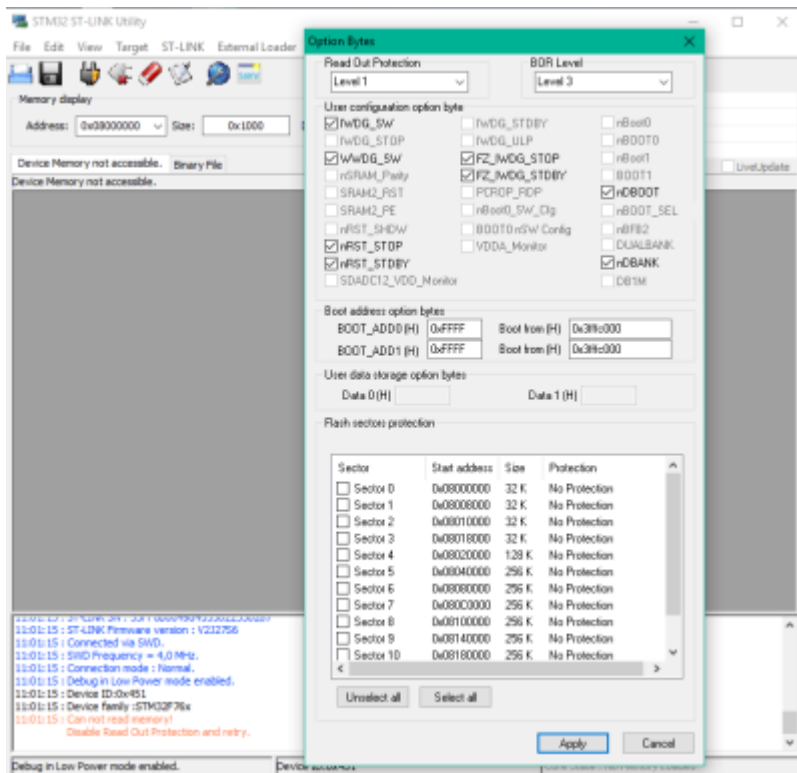 STM32 ST-LINK Utility
File Edit View Target ST-LINK External Loader
Option Bytes
Read Out Protection
BOR Level
Level 1
Level 3
Memory display
Address: 0x08000000 Size: 0x1000
Device Memory not accessible. Binary File
LiveUpdate
Device Memory not accessible.
User configuration option byte
IWDG_SW IWDG_STDBY nBoot0
IWDG_STOP IWDG_ULP nBOOT0
WWDG_SW FZ_IWDG_STOP nBoot1
nSRAM_Parity FZ_IWDG_STDBY BOOT1
SRAM2_RST PCROP_RDP nDBOOT
SRAM2_PE nBoot0_SW_Cfg nBOOT_SEL
nRST_SHDW BOOT0 nSW Config nBFB2
nRST_STOP VDDA_Monitor DUALBANK
nRST_STDBY nDBANK
SDADC12_VDD_Monitor DB1M
Boot address option bytes
BOOT_ADD0 (H) 0xFFFF Boot from (H) 0x3fffc000
BOOT_ADD1 (H) 0xFFFF Boot from (H) 0x3fffc000
User data storage option bytes
Data 0 (H) Data 1 (H)
Flash sectors protection
Sector Start address Size Protection
Sector 0 0x08000000 32 K No Protection
Sector 1 0x08008000 32 K No Protection
Sector 2 0x08010000 32 K No Protection
Sector 3 0x08018000 32 K No Protection
Sector 4 0x08020000 128 K No Protection
Sector 5 0x08040000 256 K No Protection
Sector 6 0x08080000 256 K No Protection
Sector 7 0x080C0000 256 K No Protection
Sector 8 0x08100000 256 K No Protection
Sector 9 0x08140000 256 K No Protection
Sector 10 0x08180000 256 K No Protection
Unselect all Select all
Apply Cancel
11:01:15 : ST-LINK SN :
11:01:15 : ST-LINK Firmware version : V2J27S6
11:01:15 : Connected via SWD.
11:01:15 : SWD Frequency = 4,0 MHz.
11:01:15 : Connection mode : Normal.
11:01:15 : Debug in Low Power mode enabled.
11:01:15 : Device ID:0x451
11:01:15 : Device family :STM32F76x
11:01:15 : Can not read memory!
Disable Read Out Protection and retry.
Debug in Low Power mode enabled.
Device ID:0x451